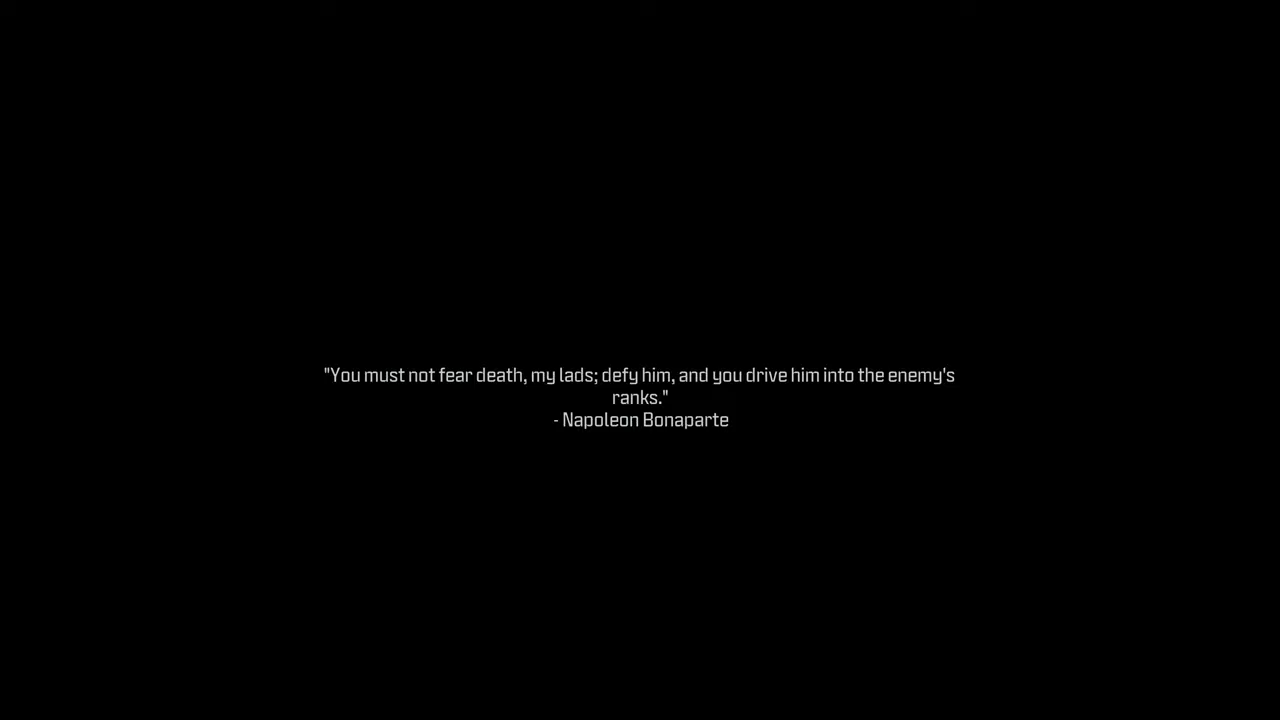 "You must not fear death, my lads; defy him, and you drive him into the enemy's
ranks."
- Napoleon Bonaparte